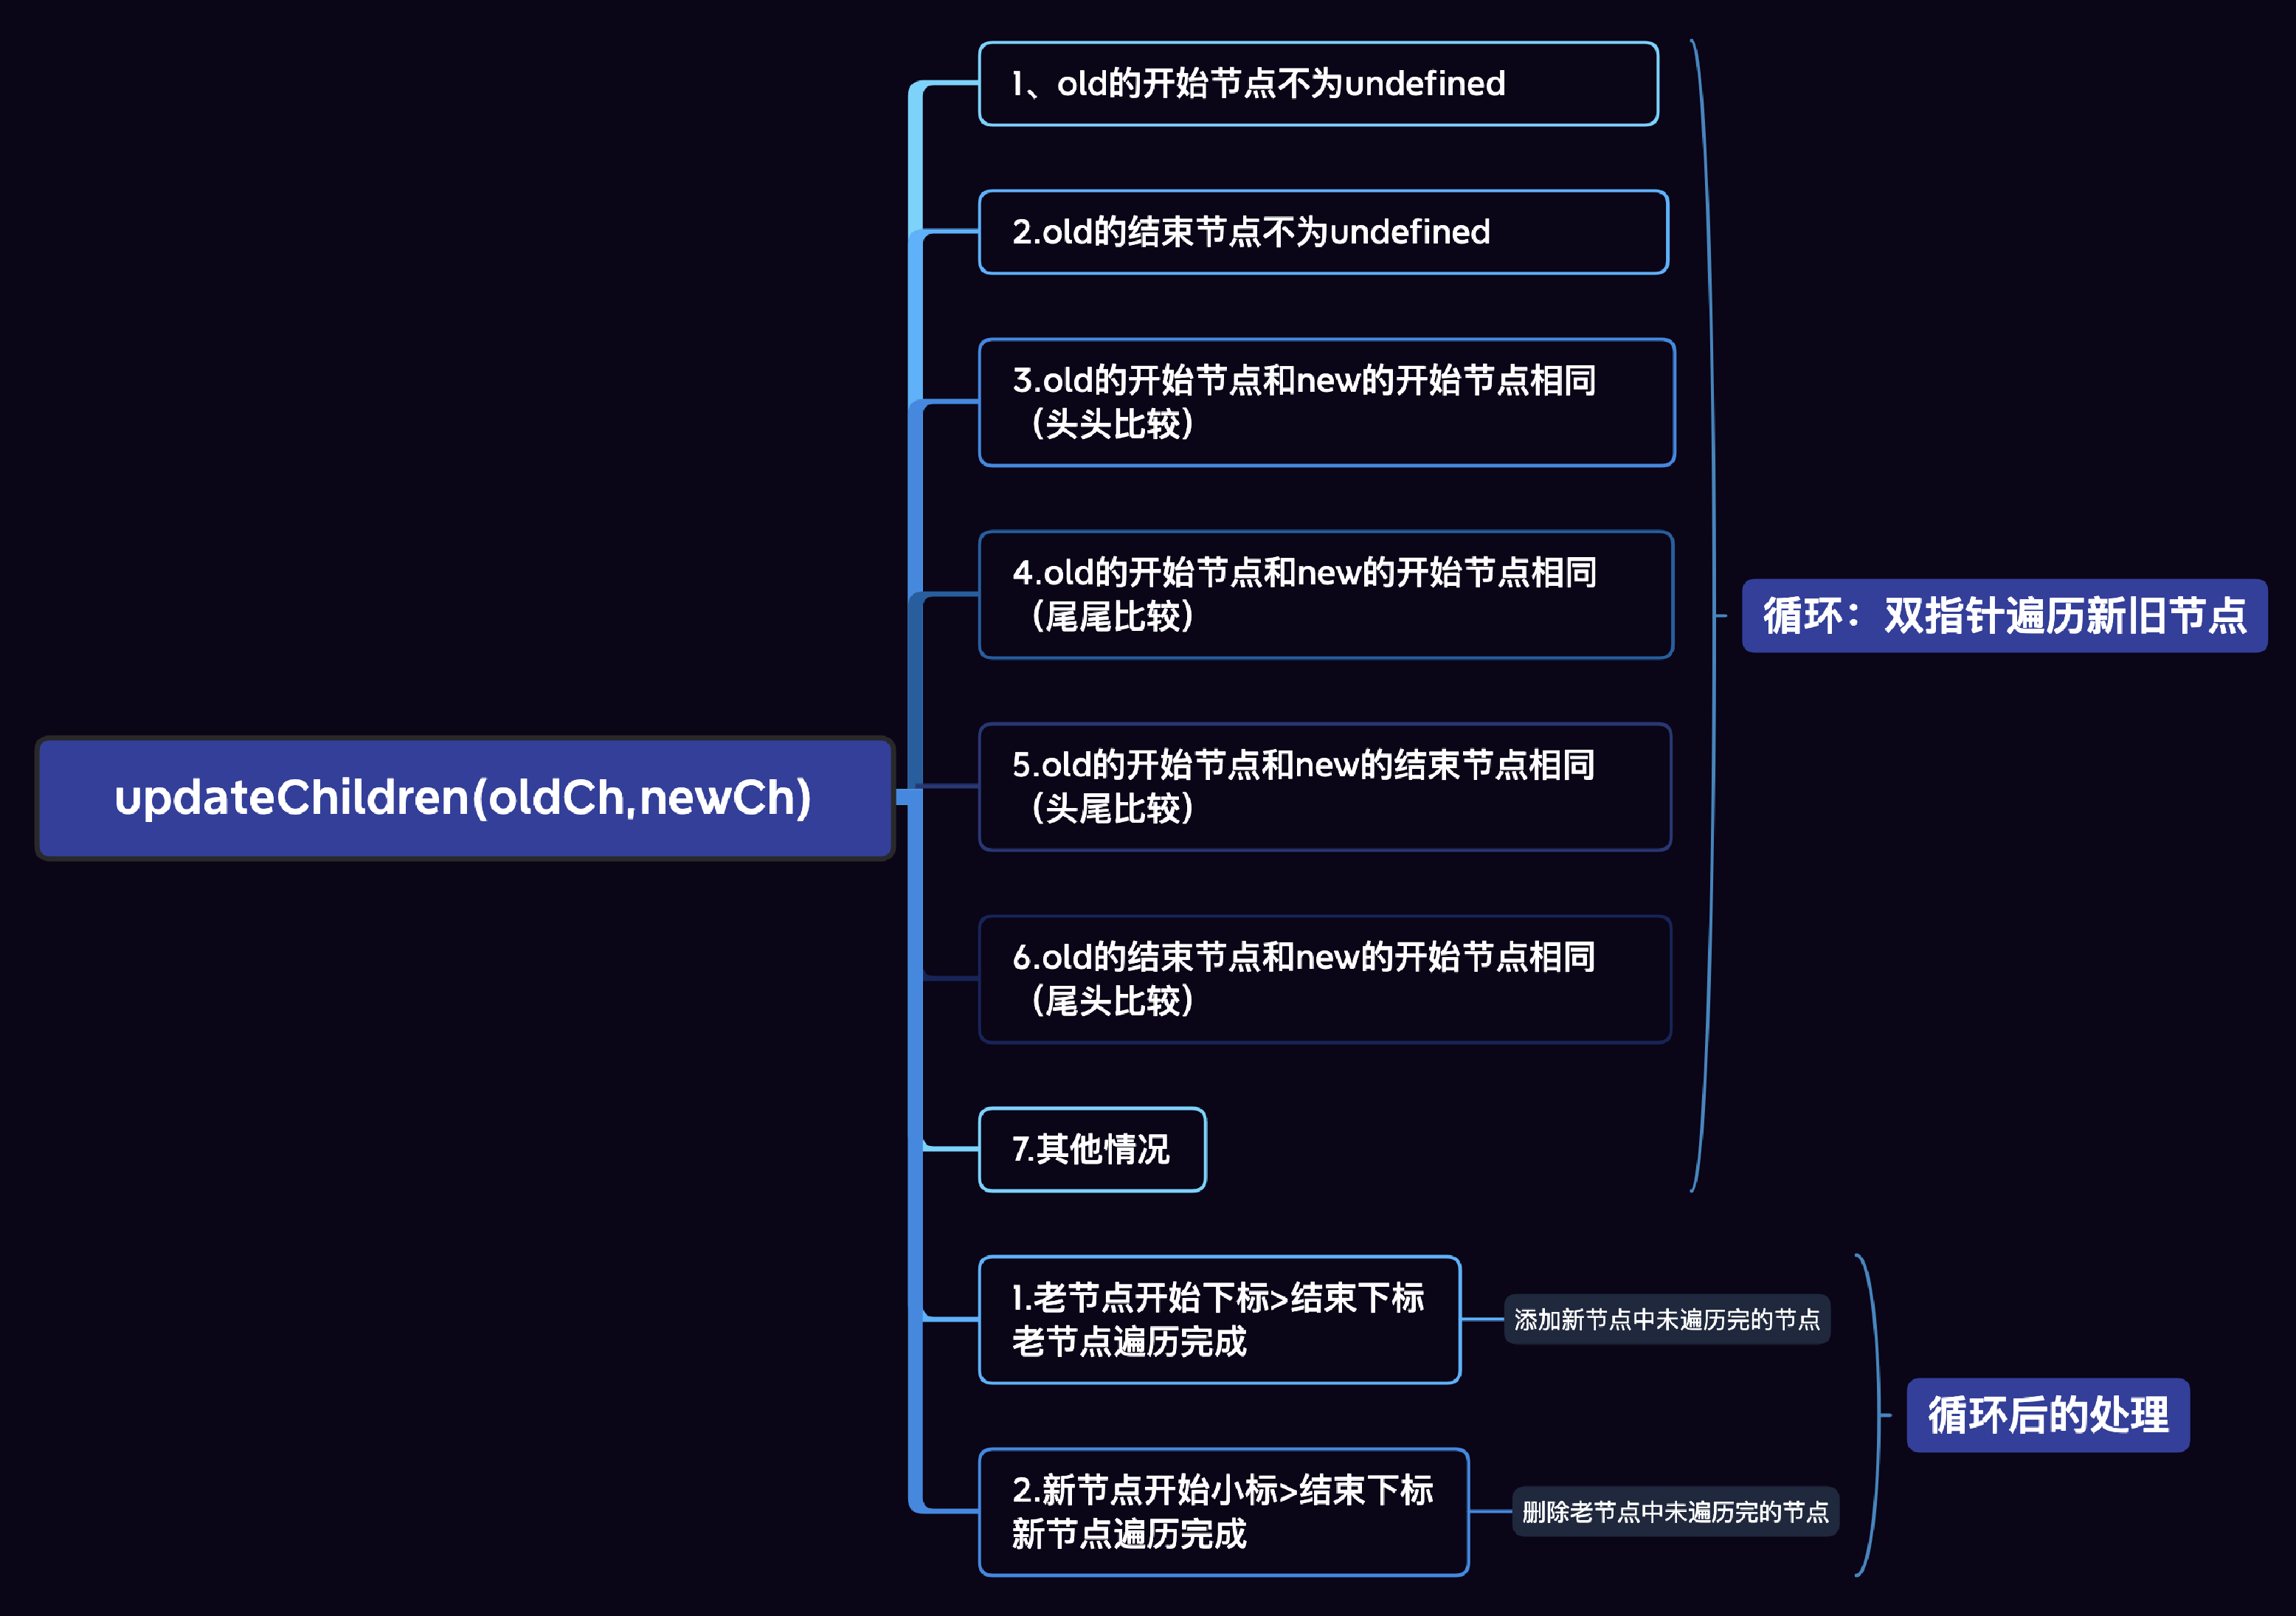 1、old的开始节点不为undefined
2.old的结束节点不为undefined
3.old的开始节点和new的开始节点相同
（头头比较）
4.old的开始节点和new的开始节点相同
（尾尾比较）
循环：双指针遍历新旧节点
updateChildren(oldCh,newCh)
5.old的开始节点和new的结束节点相同
（头尾比较）
6.old的结束节点和new的开始节点相同
（尾头比较）
7.其他情况
1.老节点开始下标>结束下标
老节点遍历完成
添加新节点中未遍历完的节点
循环后的处理
2.新节点开始小标>结束下标
新节点遍历完成
删除老节点中未遍历完的节点